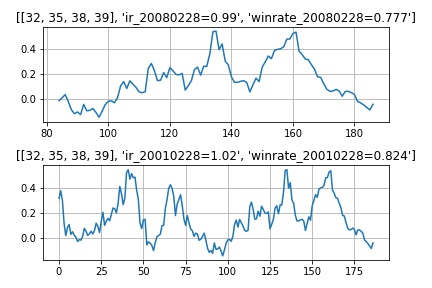 [[32, 35, 38, 39], 'ir_20080228=0.99', 'winrate_20080228=0.777']
0.4
0.2
0.0
80 100 120 140 160 180
[[32, 35, 38, 39], 'ir_20010228=1.02', 'winrate_20010228=0.824']
0.4
0.2
0.0
0 25 50 75 100 125 150 175